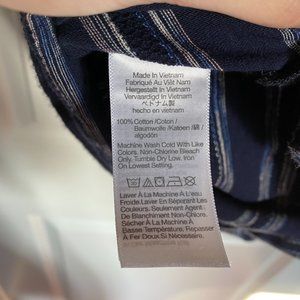 Made In Vietnam
Fabriqué Au Viêt Nam
Hergestellt In Vietnam
Vervaardigd In Vietnam
ベトナム製
hecho en vietnam
100% Cotton /Coton /
Baumwolle /Katoen /綿 /
algodón
Machine Wash Cold With Like
Colors. Non-Chlorine Bleach
Only. Tumble Dry Low. Iron
On Lowest Setting.
Laver À La Machine À L'eau
Froide.Laver En Séparant Les
Couleurs. Seulement Agent
De Blanchiment Non-Chloré.
Sécher À La Machine À
Basse Température. Repasser
À Fer Doux.Si Nécessaire.